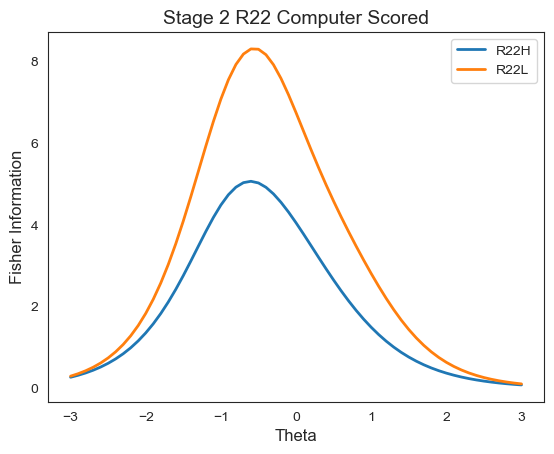 Stage 2 R22 Computer Scored
R22H
R22L
Fisher Information
8
6
4
2
0
−3
−2
−1
0
1
2
3
Theta